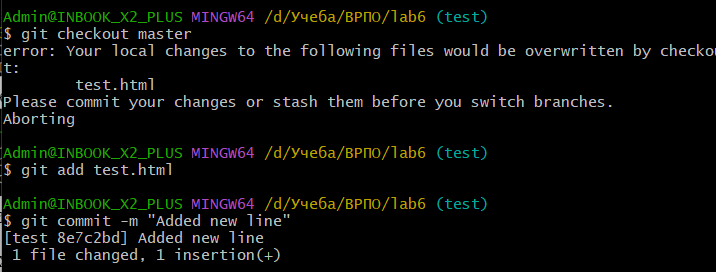 Admin@INBOOK_X2_PLUS MINGW64 /d/Учеба/ВРПО/lab6 (test)
$ git checkout master
error: Your local changes to the following files would be overwritten by checkou
t:
        test.html
Please commit your changes or stash them before you switch branches.
Aborting

Admin@INBOOK_X2_PLUS MINGW64 /d/Учеба/ВРПО/lab6 (test)
$ git add test.html

Admin@INBOOK_X2_PLUS MINGW64 /d/Учеба/ВРПО/lab6 (test)
$ git commit -m "Added new line"
[test 8e7c2bd] Added new line
 1 file changed, 1 insertion(+)